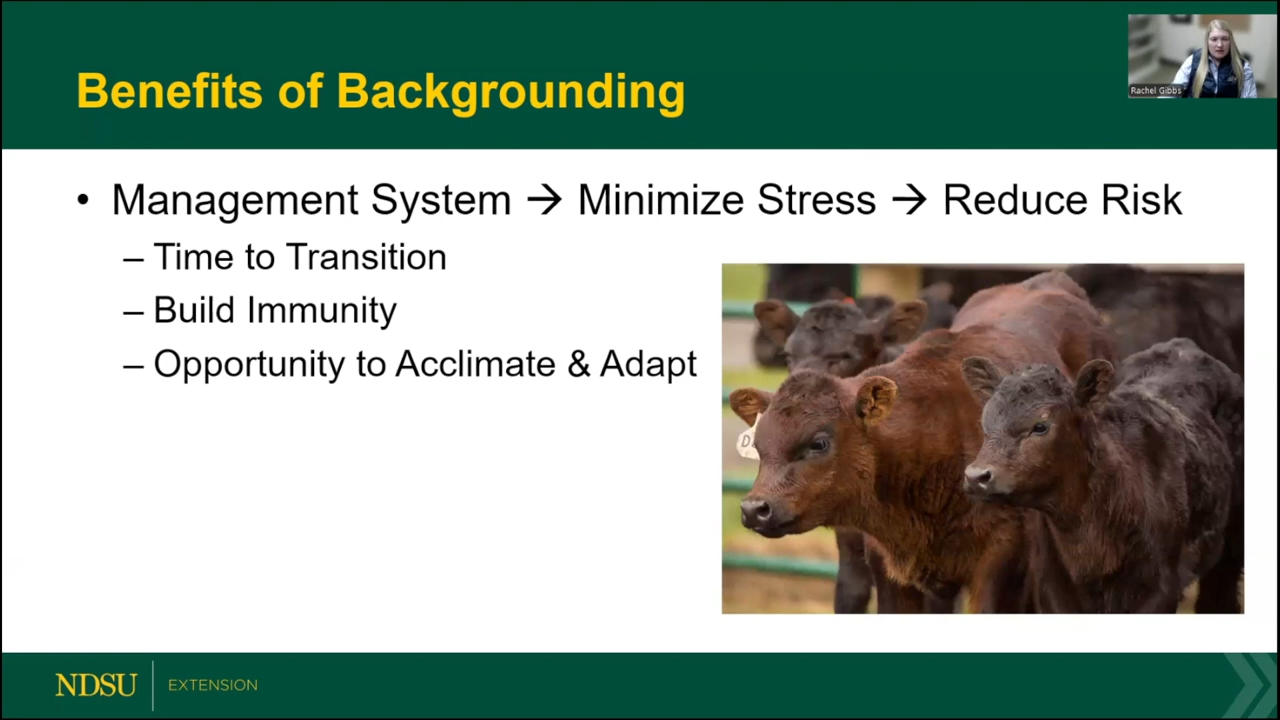 Benefits of Backgrounding
Rachel Gibbs
• Management System → Minimize Stress → Reduce Risk
– Time to Transition
– Build Immunity
– Opportunity to Acclimate & Adapt
D
NDSU EXTENSION